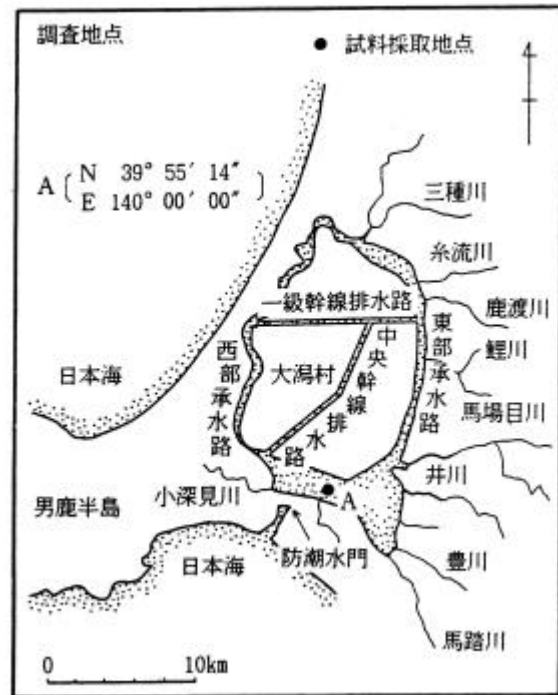 調査地点
● 試料採取地点
4
A
N 39° 55′ 14″
E 140° 00′ 00″
三種川
糸流川
一級幹線排水路
鹿渡川
東部承水路
中央幹線排水路
鯉川
西部承水路
大潟村
日本海
馬場目川
井川
小深見川
A
男鹿半島
防潮水門
日本海
豊川
馬踏川
0 10km